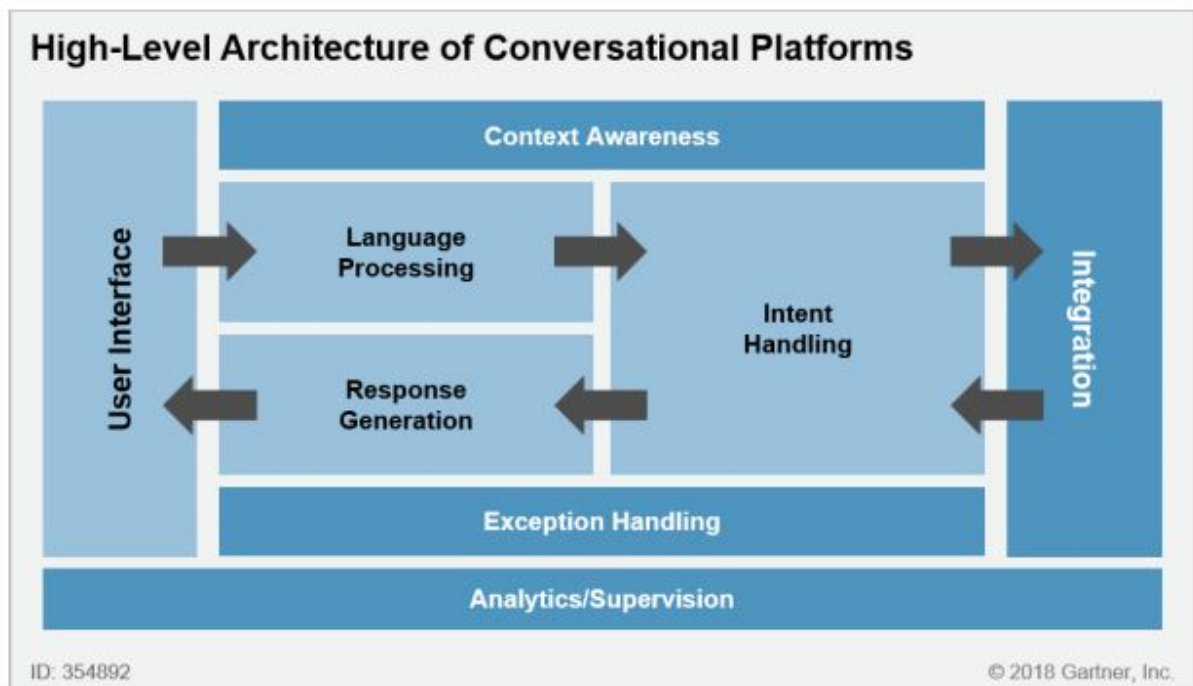 High-Level Architecture of Conversational Platforms
Context Awareness
User Interface
Language
Processing
Intent
Handling
Integration
Response
Generation
Exception Handling
Analytics/Supervision
ID: 354892
© 2018 Gartner, Inc.